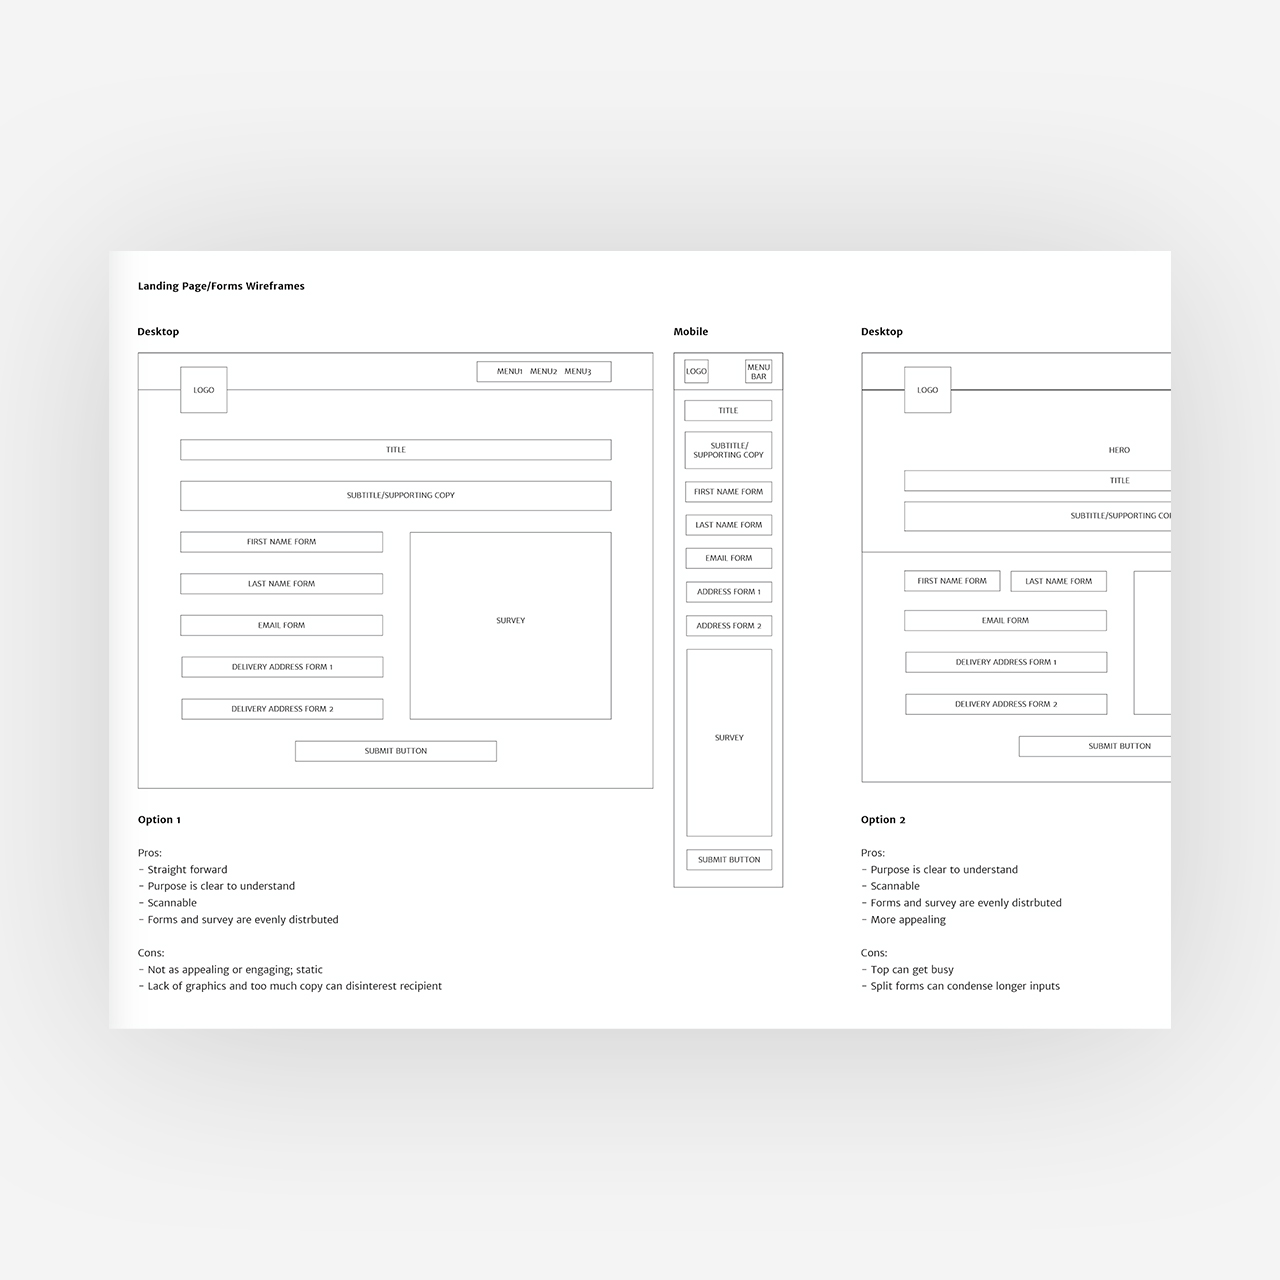 Landing Page/Forms Wireframes
Desktop
LOGO
MENU1 MENU2 MENU3
TITLE
SUBTITLE/SUPPORTING COPY
FIRST NAME FORM
LAST NAME FORM
EMAIL FORM
DELIVERY ADDRESS FORM 1
DELIVERY ADDRESS FORM 2
SURVEY
SUBMIT BUTTON
Option 1
Pros:
- Straight forward
- Purpose is clear to understand
- Scannable
- Forms and survey are evenly distrbuted
Cons:
- Not as appealing or engaging; static
- Lack of graphics and too much copy can disinterest recipient
Mobile
LOGO
MENU
BAR
TITLE
SUBTITLE/
SUPPORTING COPY
FIRST NAME FORM
LAST NAME FORM
EMAIL FORM
ADDRESS FORM 1
ADDRESS FORM 2
SURVEY
SUBMIT BUTTON
Desktop
LOGO
HERO
TITLE
SUBTITLE/SUPPORTING
FIRST NAME FORM
LAST NAME FORM
EMAIL FORM
DELIVERY ADDRESS FORM 1
DELIVERY ADDRESS FORM 2
SUBMIT BUTTON
Option 2
Pros:
- Purpose is clear to understand
- Scannable
- Forms and survey are evenly distrbuted
- More appealing
Cons:
- Top can get busy
- Split forms can condense longer inputs